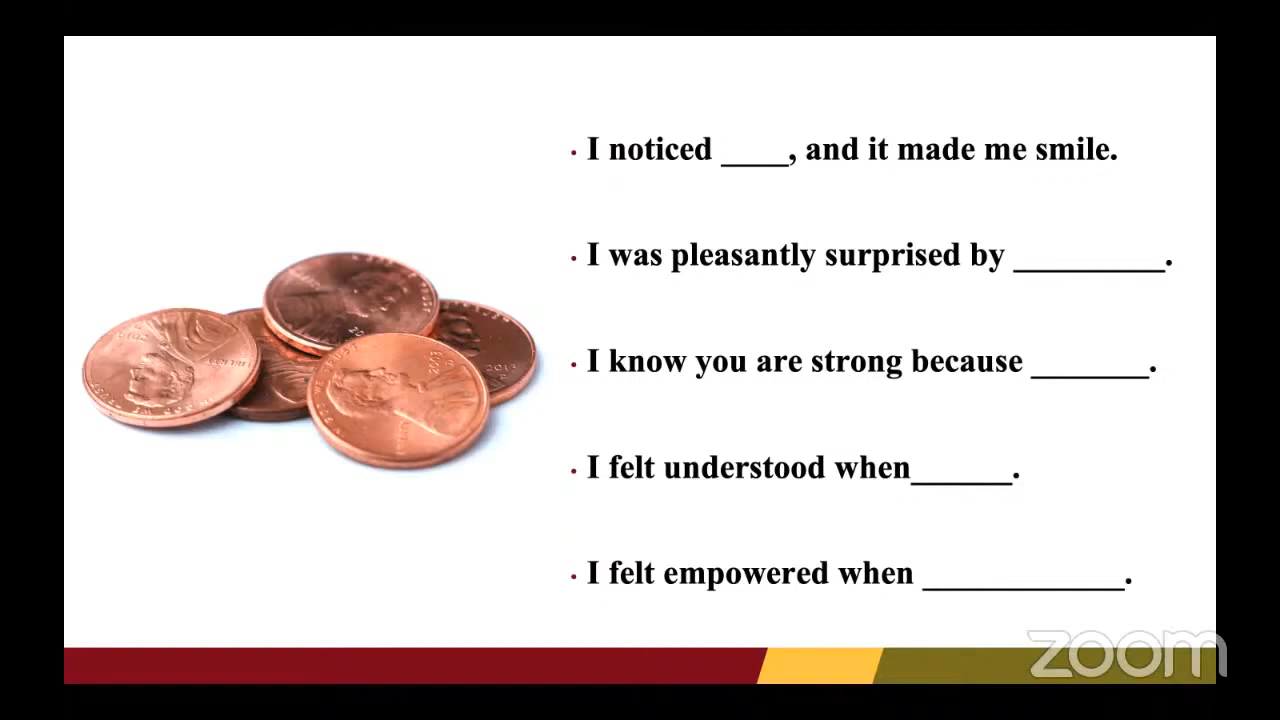 I noticed ____, and it made me smile.
I was pleasantly surprised by _________.
I know you are strong because _______.
I felt understood when______.
I felt empowered when ____________.
zoom